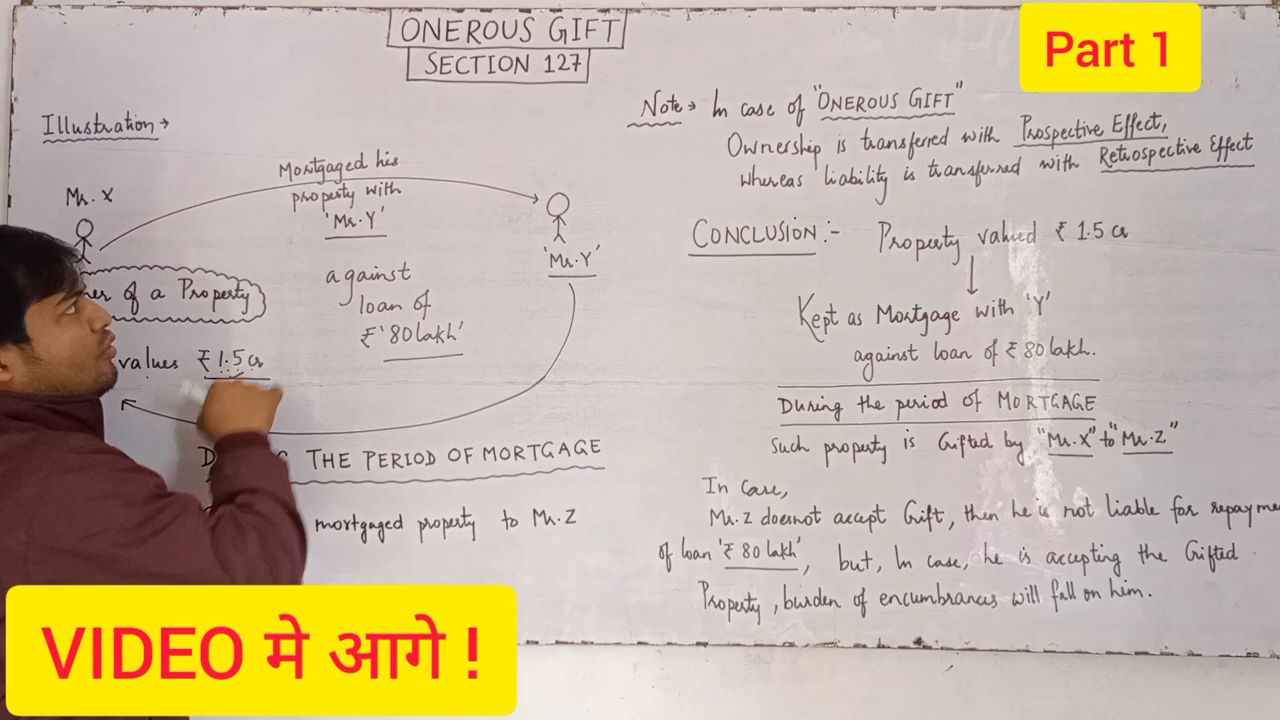 ONEROUS GIFT
SECTION 127
Part 1
Illustration →
Mr. X
Mortgaged his
property with
'Mr. Y'
against
loan of
₹ '80 lakh'
'Mr. Y'
of a Property
values ₹ 1.5 cr
THE PERIOD OF MORTGAGE
mortgaged property to Mr. Z
Note → In case of "ONEROUS GIFT"
Ownership is transferred with Prospective Effect,
whereas liability is transferred with Retrospective Effect
CONCLUSION :- Property valued ₹ 1.5 cr
Kept as Mortgage with 'Y'
against loan of ₹ 80 lakh.
During the period of MORTGAGE
Such property is Gifted by "Mr. X" to "Mr. Z"
In Case,
Mr. Z doesnot accept Gift, then he is not liable for
of loan '₹ 80 lakh', but, In case, he is accepting the Gifted
Property, burden of encumbrances will fall on him.
VIDEO मे आगे !